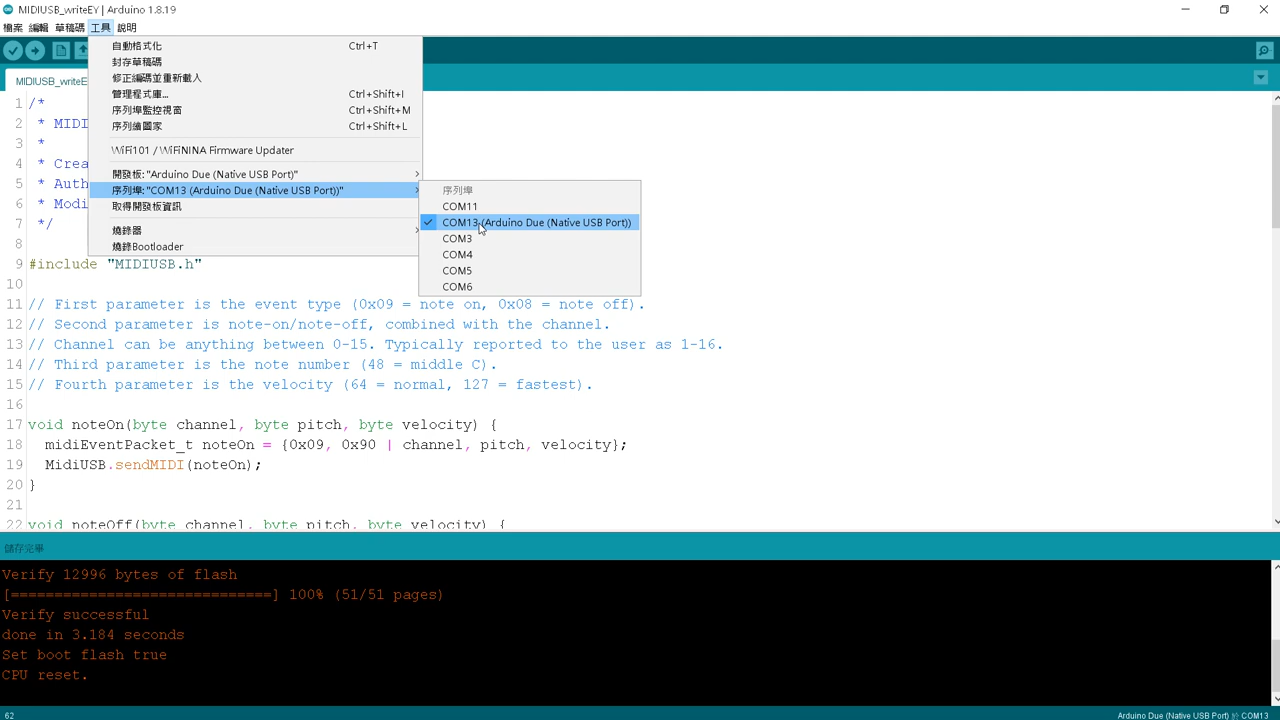 MIDIUSB_writeEY | Arduino 1.8.19
檔案 編輯 草稿碼 工具 說明
自動格式化 Ctrl+T
封存草稿碼
修正編碼並重新載入
管理程式庫... Ctrl+Shift+I
序列埠監控視窗 Ctrl+Shift+M
序列繪圖家 Ctrl+Shift+L
WiFi101 / WiFiNINA Firmware Updater
開發板: "Arduino Due (Native USB Port)"
序列埠: "COM13 (Arduino Due (Native USB Port))"
取得開發板資訊
燒錄器
燒錄Bootloader
序列埠
COM11
COM13 (Arduino Due (Native USB Port))
COM3
COM4
COM5
COM6
MIDIUSB_writeE
1 /*
2 * MIDI
3 *
4 * Crea
5 * Auth
6 * Modi
7 */
8
9 #include "MIDIUSB.h"
10
11 // First parameter is the event type (0x09 = note on, 0x08 = note off).
12 // Second parameter is note-on/note-off, combined with the channel.
13 // Channel can be anything between 0-15. Typically reported to the user as 1-16.
14 // Third parameter is the note number (48 = middle C).
15 // Fourth parameter is the velocity (64 = normal, 127 = fastest).
16
17 void noteOn(byte channel, byte pitch, byte velocity) {
18 midiEventPacket_t noteOn = {0x09, 0x90 | channel, pitch, velocity};
19 MidiUSB.sendMIDI(noteOn);
20 }
21
22 void noteOff(byte channel, byte pitch, byte velocity) {
儲存完畢
Verify 12996 bytes of flash
[==============================] 100% (51/51 pages)
Verify successful
done in 3.184 seconds
Set boot flash true
CPU reset.
62
Arduino Due (Native USB Port) 於 COM13